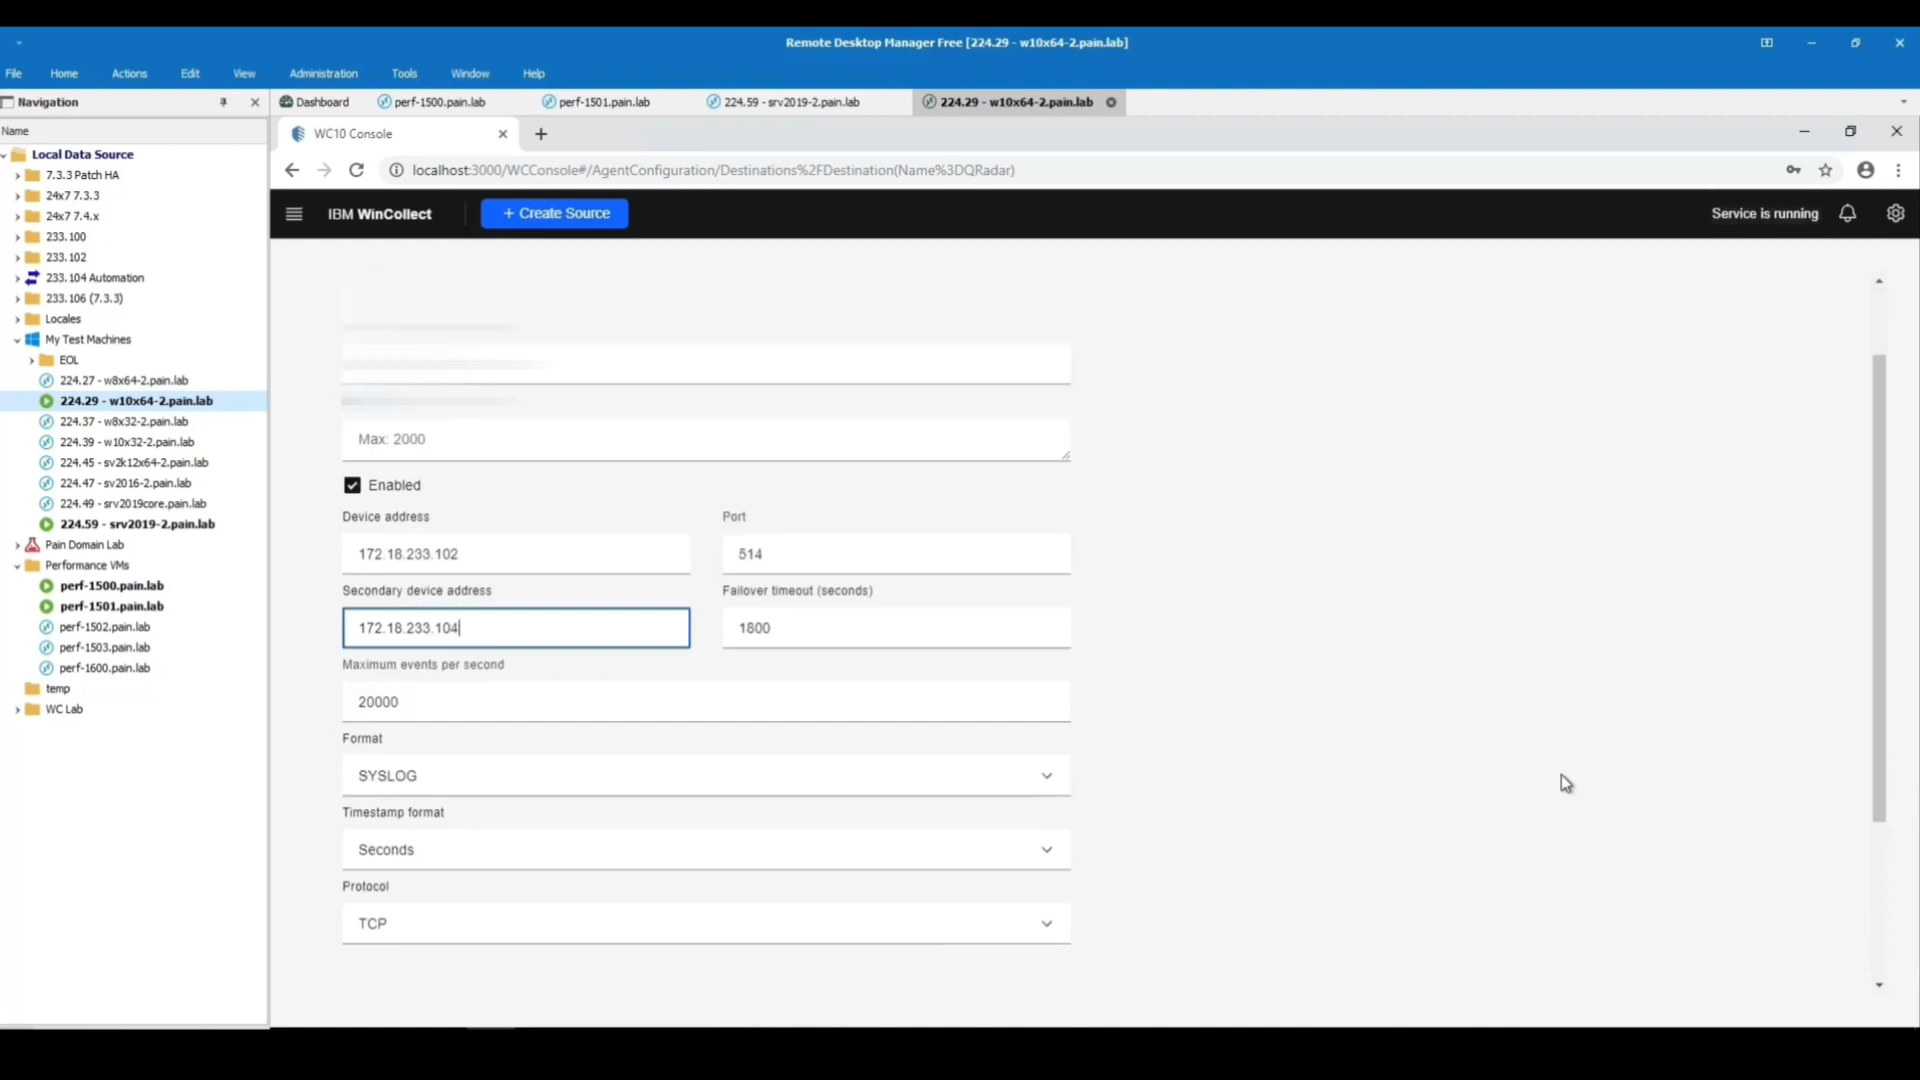 Remote Desktop Manager Free [224.29 - w10x64-2.pain.lab]
File Home Actions Edit View Administration Tools Window Help
Navigation
Dashboard perf-1500.pain.lab perf-1501.pain.lab 224.59 - srv2019-2.pain.lab 224.29 - w10x64-2.pain.lab
Name
Local Data Source
7.3.3 Patch HA
24x7 7.3.3
24x7 7.4.x
233.100
233.102
233.104 Automation
233.106 (7.3.3)
Locales
My Test Machines
EOL
224.27 - w8x64-2.pain.lab
224.29 - w10x64-2.pain.lab
224.37 - w8x32-2.pain.lab
224.39 - w10x32-2.pain.lab
224.45 - sv2k12x64-2.pain.lab
224.47 - sv2016-2.pain.lab
224.49 - srv2019core.pain.lab
224.59 - srv2019-2.pain.lab
Pain Domain Lab
Performance VMs
perf-1500.pain.lab
perf-1501.pain.lab
perf-1502.pain.lab
perf-1503.pain.lab
perf-1600.pain.lab
temp
WC Lab
WC10 Console
localhost:3000/WCConsole#/AgentConfiguration/Destinations%2FDestination(Name%3DQRadar)
IBM WinCollect + Create Source Service is running
Max: 2000
Enabled
Device address Port
172.18.233.102 514
Secondary device address Failover timeout (seconds)
172.18.233.104 1800
Maximum events per second
20000
Format
SYSLOG
Timestamp format
Seconds
Protocol
TCP